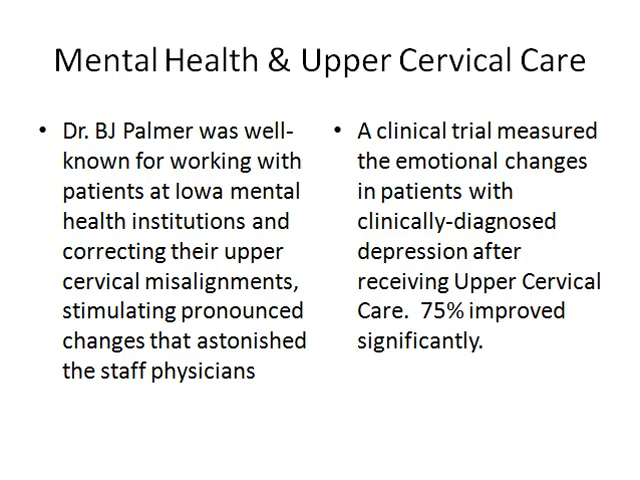 Mental Health & Upper Cervical Care
• Dr. BJ Palmer was well-
known for working with
patients at Iowa mental
health institutions and
correcting their upper
cervical misalignments,
stimulating pronounced
changes that astonished
the staff physicians
• A clinical trial measured
the emotional changes
in patients with
clinically-diagnosed
depression after
receiving Upper Cervical
Care.  75% improved
significantly.